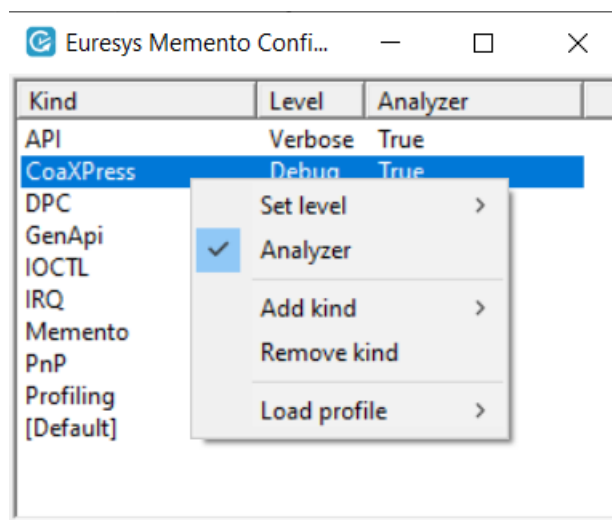 Euresys Memento Confi...
Kind Level Analyzer
API Verbose True
CoaXPress Debug True
DPC
GenApi
IOCTL
IRQ
Memento
PnP
Profiling
[Default]
Set level
Analyzer
Add kind
Remove kind
Load profile